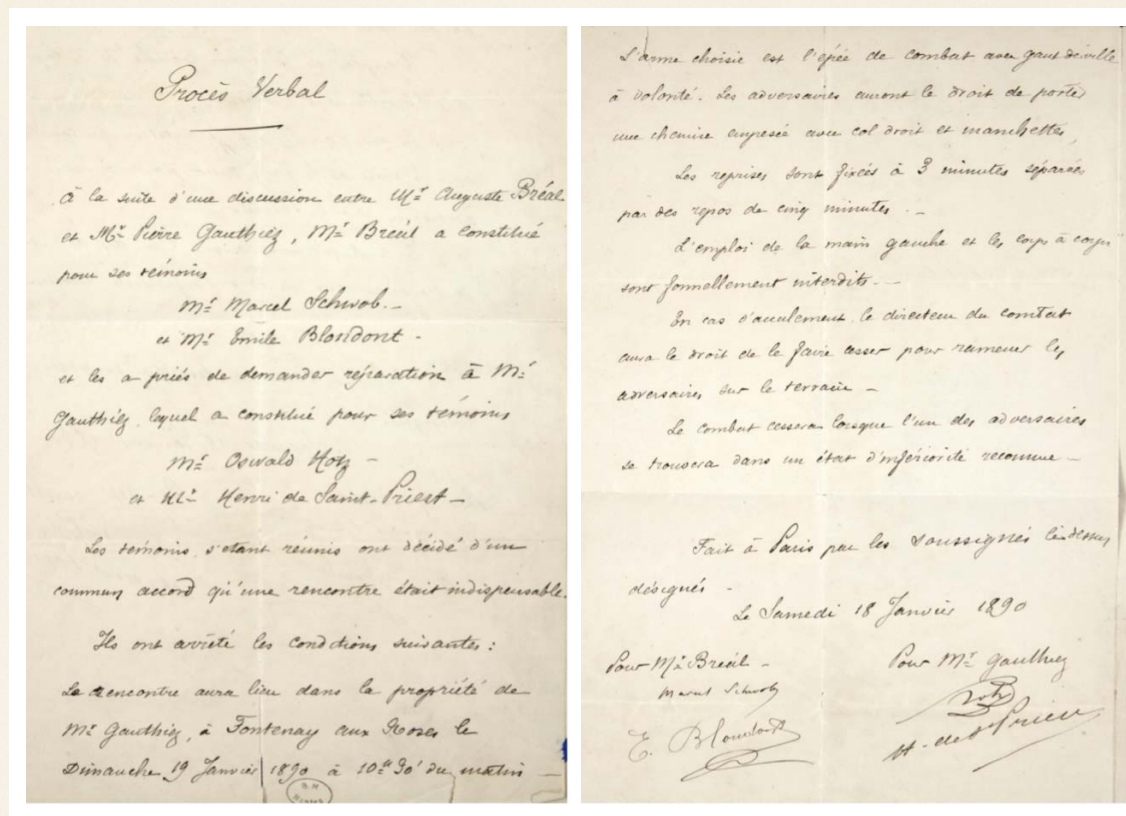 Procès Verbal
À la suite d'une discussion entre Mr Auguste Bréal
et Mr Pierre Gauthiez, Mr Bréal a constitué
pour ses témoins
Mr Marcel Schwob.-
et Mr Emile Blondont -
et les a priés de demander réparation à Mr
Gauthiez, lequel a constitué pour ses témoins
Mr Oswald Hotz -
et Mr Henri de Saint-Priest -
Les témoins s'étant réunis ont décidé d'un
commun accord qu'une rencontre était indispensable.
Ils ont arrêté les conditions suivantes :
La rencontre aura lieu dans la propriété de
Mr Gauthiez, à Fontenay aux Roses le
Dimanche 19 Janvier 1890 à 10H 30' du matin -
L'arme choisie est l'épée de combat avec gant de ville
à volonté. Les adversaires auront le droit de porter
une chemise empesée avec col droit et manchettes,
Les reprises sont fixées à 3 minutes séparées
par des repos de cinq minutes. -
L'emploi de la main gauche et les corps à corps
sont formellement interdits. -
En cas d'acculement le directeur du combat
aura le droit de le faire cesser pour ramener les
adversaires sur le terrain -
Le combat cessera lorsque l'un des adversaires
se trouvera dans un état d'infériorité reconnue -
Fait à Paris par les soussignés ci-dessus
désignés -
Le Samedi 18 Janvier 1890
Pour Mr Bréal -
Marcel Schwob
E. Blondont
Pour Mr Gauthiez
Hotz
H. de St Priest